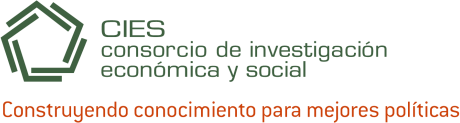 CIES
consorcio de investigación
económica y social
Construyendo conocimiento para mejores políticas